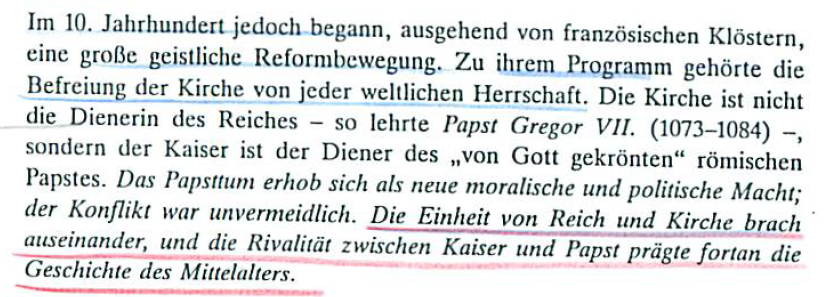 Im 10. Jahrhundert jedoch begann, ausgehend von französischen Klöstern,
eine große geistliche Reformbewegung. Zu ihrem Programm gehörte die
Befreiung der Kirche von jeder weltlichen Herrschaft. Die Kirche ist nicht
die Dienerin des Reiches – so lehrte Papst Gregor VII. (1073–1084) –,
sondern der Kaiser ist der Diener des „von Gott gekrönten“ römischen
Papstes. Das Papsttum erhob sich als neue moralische und politische Macht;
der Konflikt war unvermeidlich. Die Einheit von Reich und Kirche brach
auseinander, und die Rivalität zwischen Kaiser und Papst prägte fortan die
Geschichte des Mittelalters.